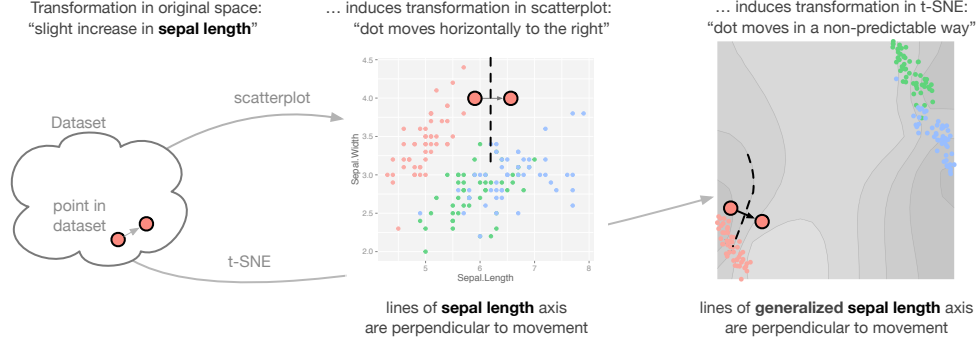 Transformation in original space:
“slight increase in sepal length”
… induces transformation in scatterplot:
“dot moves horizontally to the right”
… induces transformation in t-SNE:
“dot moves in a non-predictable way”
scatterplot
Dataset
point in
dataset
t-SNE
4.5
4.0
3.5
3.0
2.5
2.0
Sepal.Width
5
6
7
8
Sepal.Length
lines of sepal length axis
are perpendicular to movement
lines of generalized sepal length axis
are perpendicular to movement